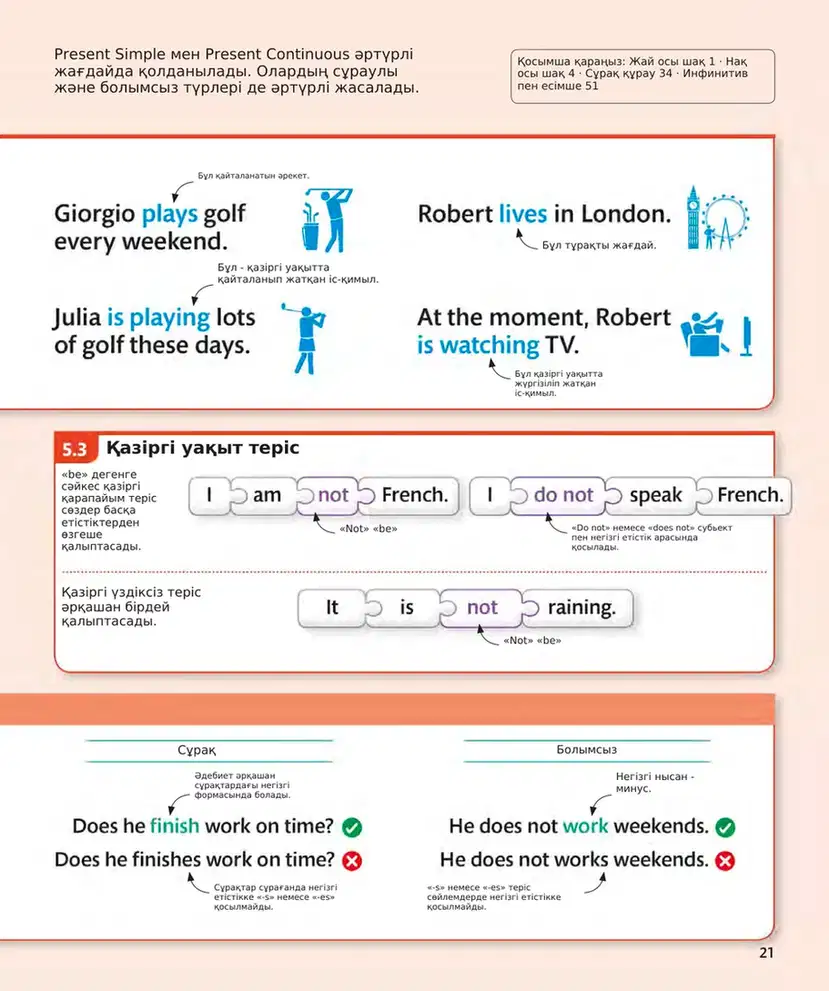 Present Simple мен Present Continuous әртүрлі
жағдайда қолданылады. Олардың сұраулы
және болымсыз түрлері де әртүрлі жасалады.
Қосымша қараңыз: Жай осы шақ 1 · Нақ
осы шақ 4 · Сұрақ құрау 34 · Инфинитив
пен есімше 51
Бұл қайталанатын әрекет.
Giorgio plays golf
every weekend.
Robert lives in London.
Бұл тұрақты жағдай.
Бұл - қазіргі уақытта
қайталанып жатқан іс-қимыл.
Julia is playing lots
of golf these days.
At the moment, Robert
is watching TV.
Бұл қазіргі уақытта
жүргізіліп жатқан
іс-қимыл.
5.3 Қазіргі уақыт теріс
«be» дегенге
сәйкес қазіргі
қарапайым теріс
сөздер басқа
етістіктерден
өзгеше
қалыптасады.
I am not French.
«Not» «be»
I do not speak French.
«Do not» немесе «does not» субьект
пен негізгі етістік арасында
қосылады.
Қазіргі үздіксіз теріс
әрқашан бірдей
қалыптасады.
It is not raining.
«Not» «be»
Сұрақ
Әдебиет әрқашан
сұрақтардағы негізгі
формасында болады.
Does he finish work on time?
Does he finishes work on time?
Сұрақтар сұрағанда негізгі
етістікке «-s» немесе «-es»
қосылмайды.
Болымсыз
Негізгі нысан -
минус.
He does not work weekends.
He does not works weekends.
«-s» немесе «-es» теріс
сөйлемдерде негізгі етістікке
қосылмайды.
21